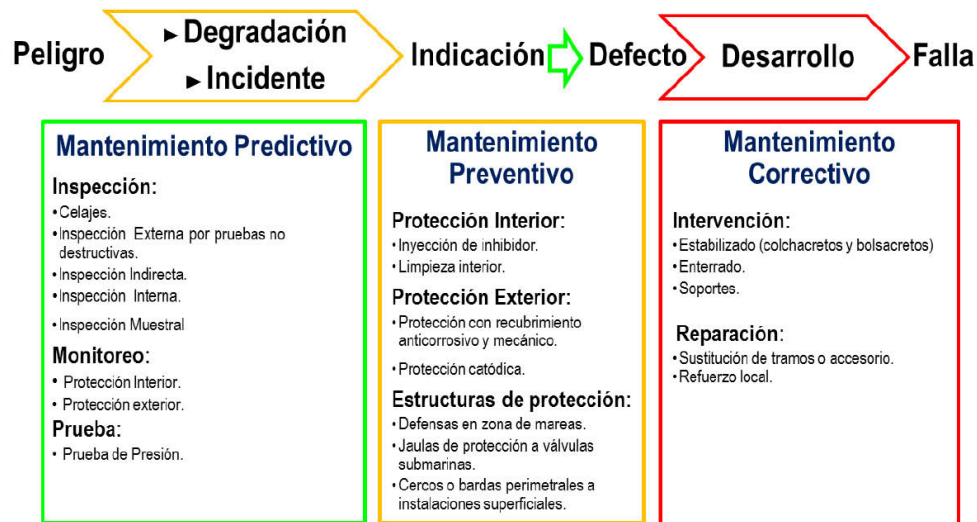 Peligro
► Degradación
► Incidente
Indicación
Defecto
Desarrollo
Falla
Mantenimiento Predictivo
Inspección:
• Celajes.
• Inspección Externa por pruebas no
destructivas.
• Inspección Indirecta.
• Inspección Interna.
• Inspección Muestral
Monitoreo:
• Protección Interior.
• Protección exterior.
Prueba:
• Prueba de Presión.
Mantenimiento
Preventivo
Protección Interior:
• Inyección de inhibidor.
• Limpieza interior.
Protección Exterior:
• Protección con recubrimiento
anticorrosivo y mecánico.
• Protección catódica.
Estructuras de protección:
• Defensas en zona de mareas.
• Jaulas de protección a válvulas
submarinas.
• Cercos o bardas perimetrales a
instalaciones superficiales.
Mantenimiento
Correctivo
Intervención:
• Estabilizado (colchacretos y bolsacretos)
• Enterrado.
• Soportes.
Reparación:
• Sustitución de tramos o accesorio.
• Refuerzo local.